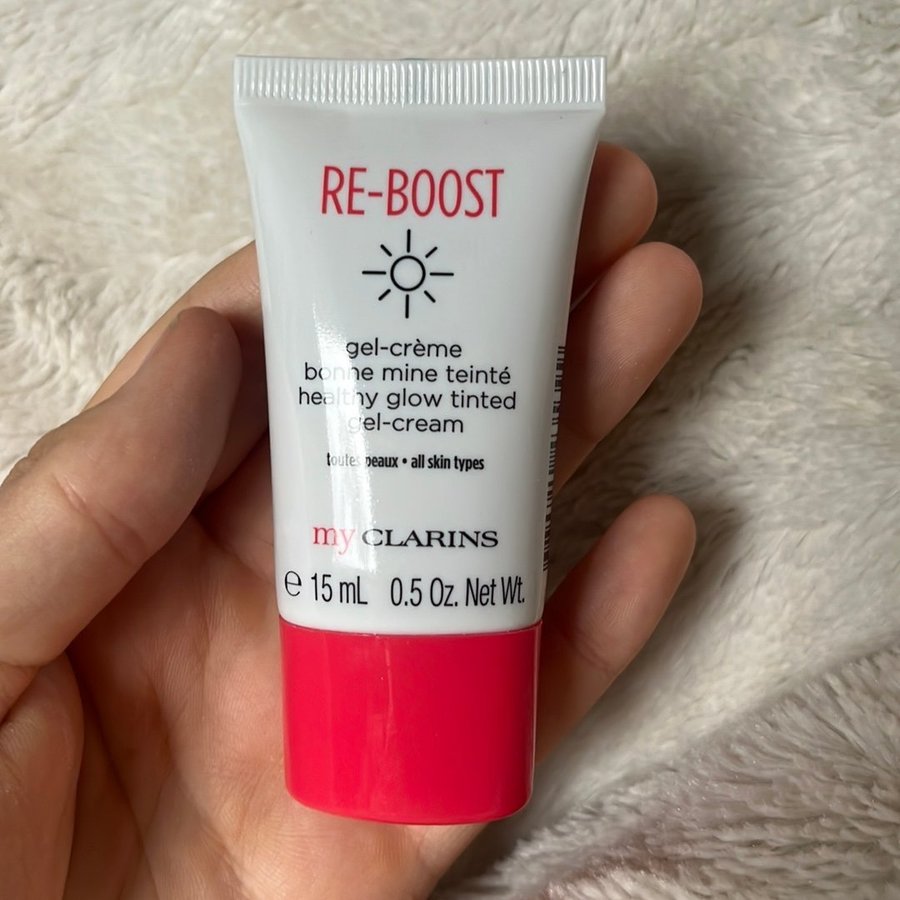 RE-BOOST
gel-crème
bonne mine teinté
healthy glow tinted
gel-cream
toutes peaux • all skin types
my CLARINS
℮ 15 mL 0.5 Oz. Net Wt.